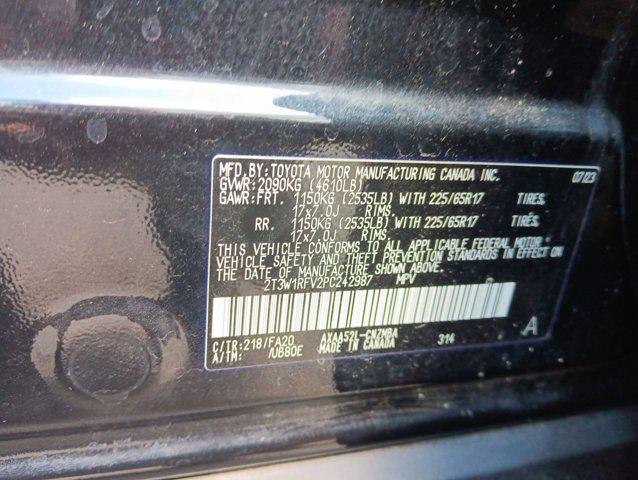 MFD.BY:TOYOTA MOTOR MANUFACTURING CANADA INC. 07/23
GVWR:2090KG (4610LB)
GAWR:FRT. 1150KG (2535LB) WITH 225/65R17 TIRES,
17x7.0J RIMS,
RR. 1150KG (2535LB) WITH 225/65R17 TIRES,
17x7.0J RIMS,
THIS VEHICLE CONFORMS TO ALL APPLICABLE FEDERAL MOTOR
VEHICLE SAFETY AND THEFT PREVENTION STANDARDS IN EFFECT
ON THE DATE OF MANUFACTURE SHOWN ABOVE.
2T3W1RFV2PC242987 MPV
C/TR:218/FA20 AXAA52L-CNZMBA 314 A
A/TM: /UB80E MADE IN CANADA